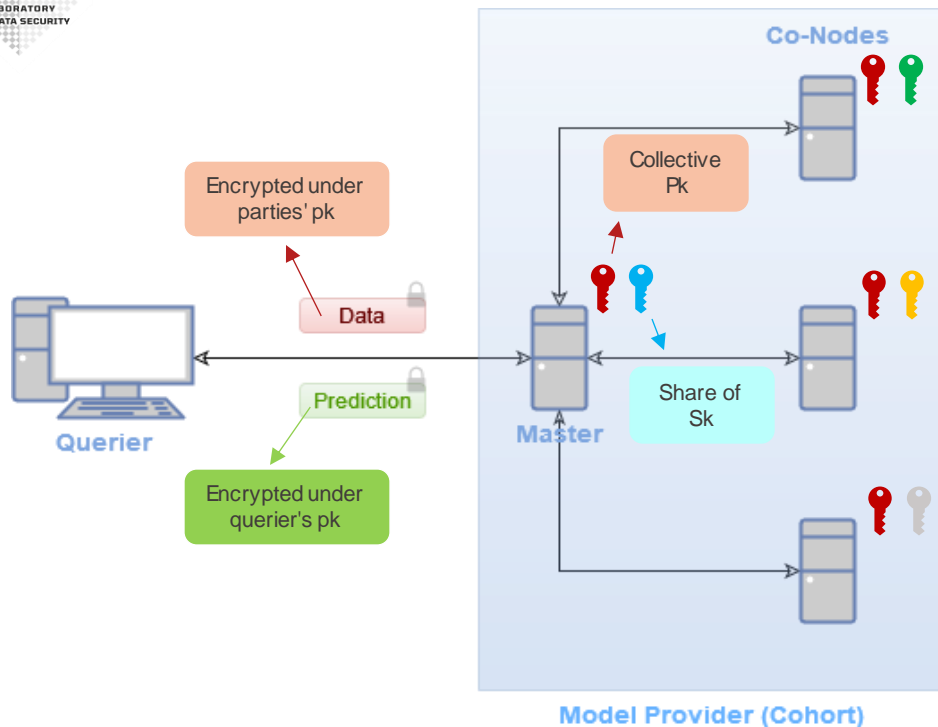 ATA SECURITY
Co-Nodes
Collective
Pk
Encrypted under
parties' pk
Data
Prediction
Share of
Sk
Querier
Master
Encrypted under
querier's pk
Model Provider (Cohort)